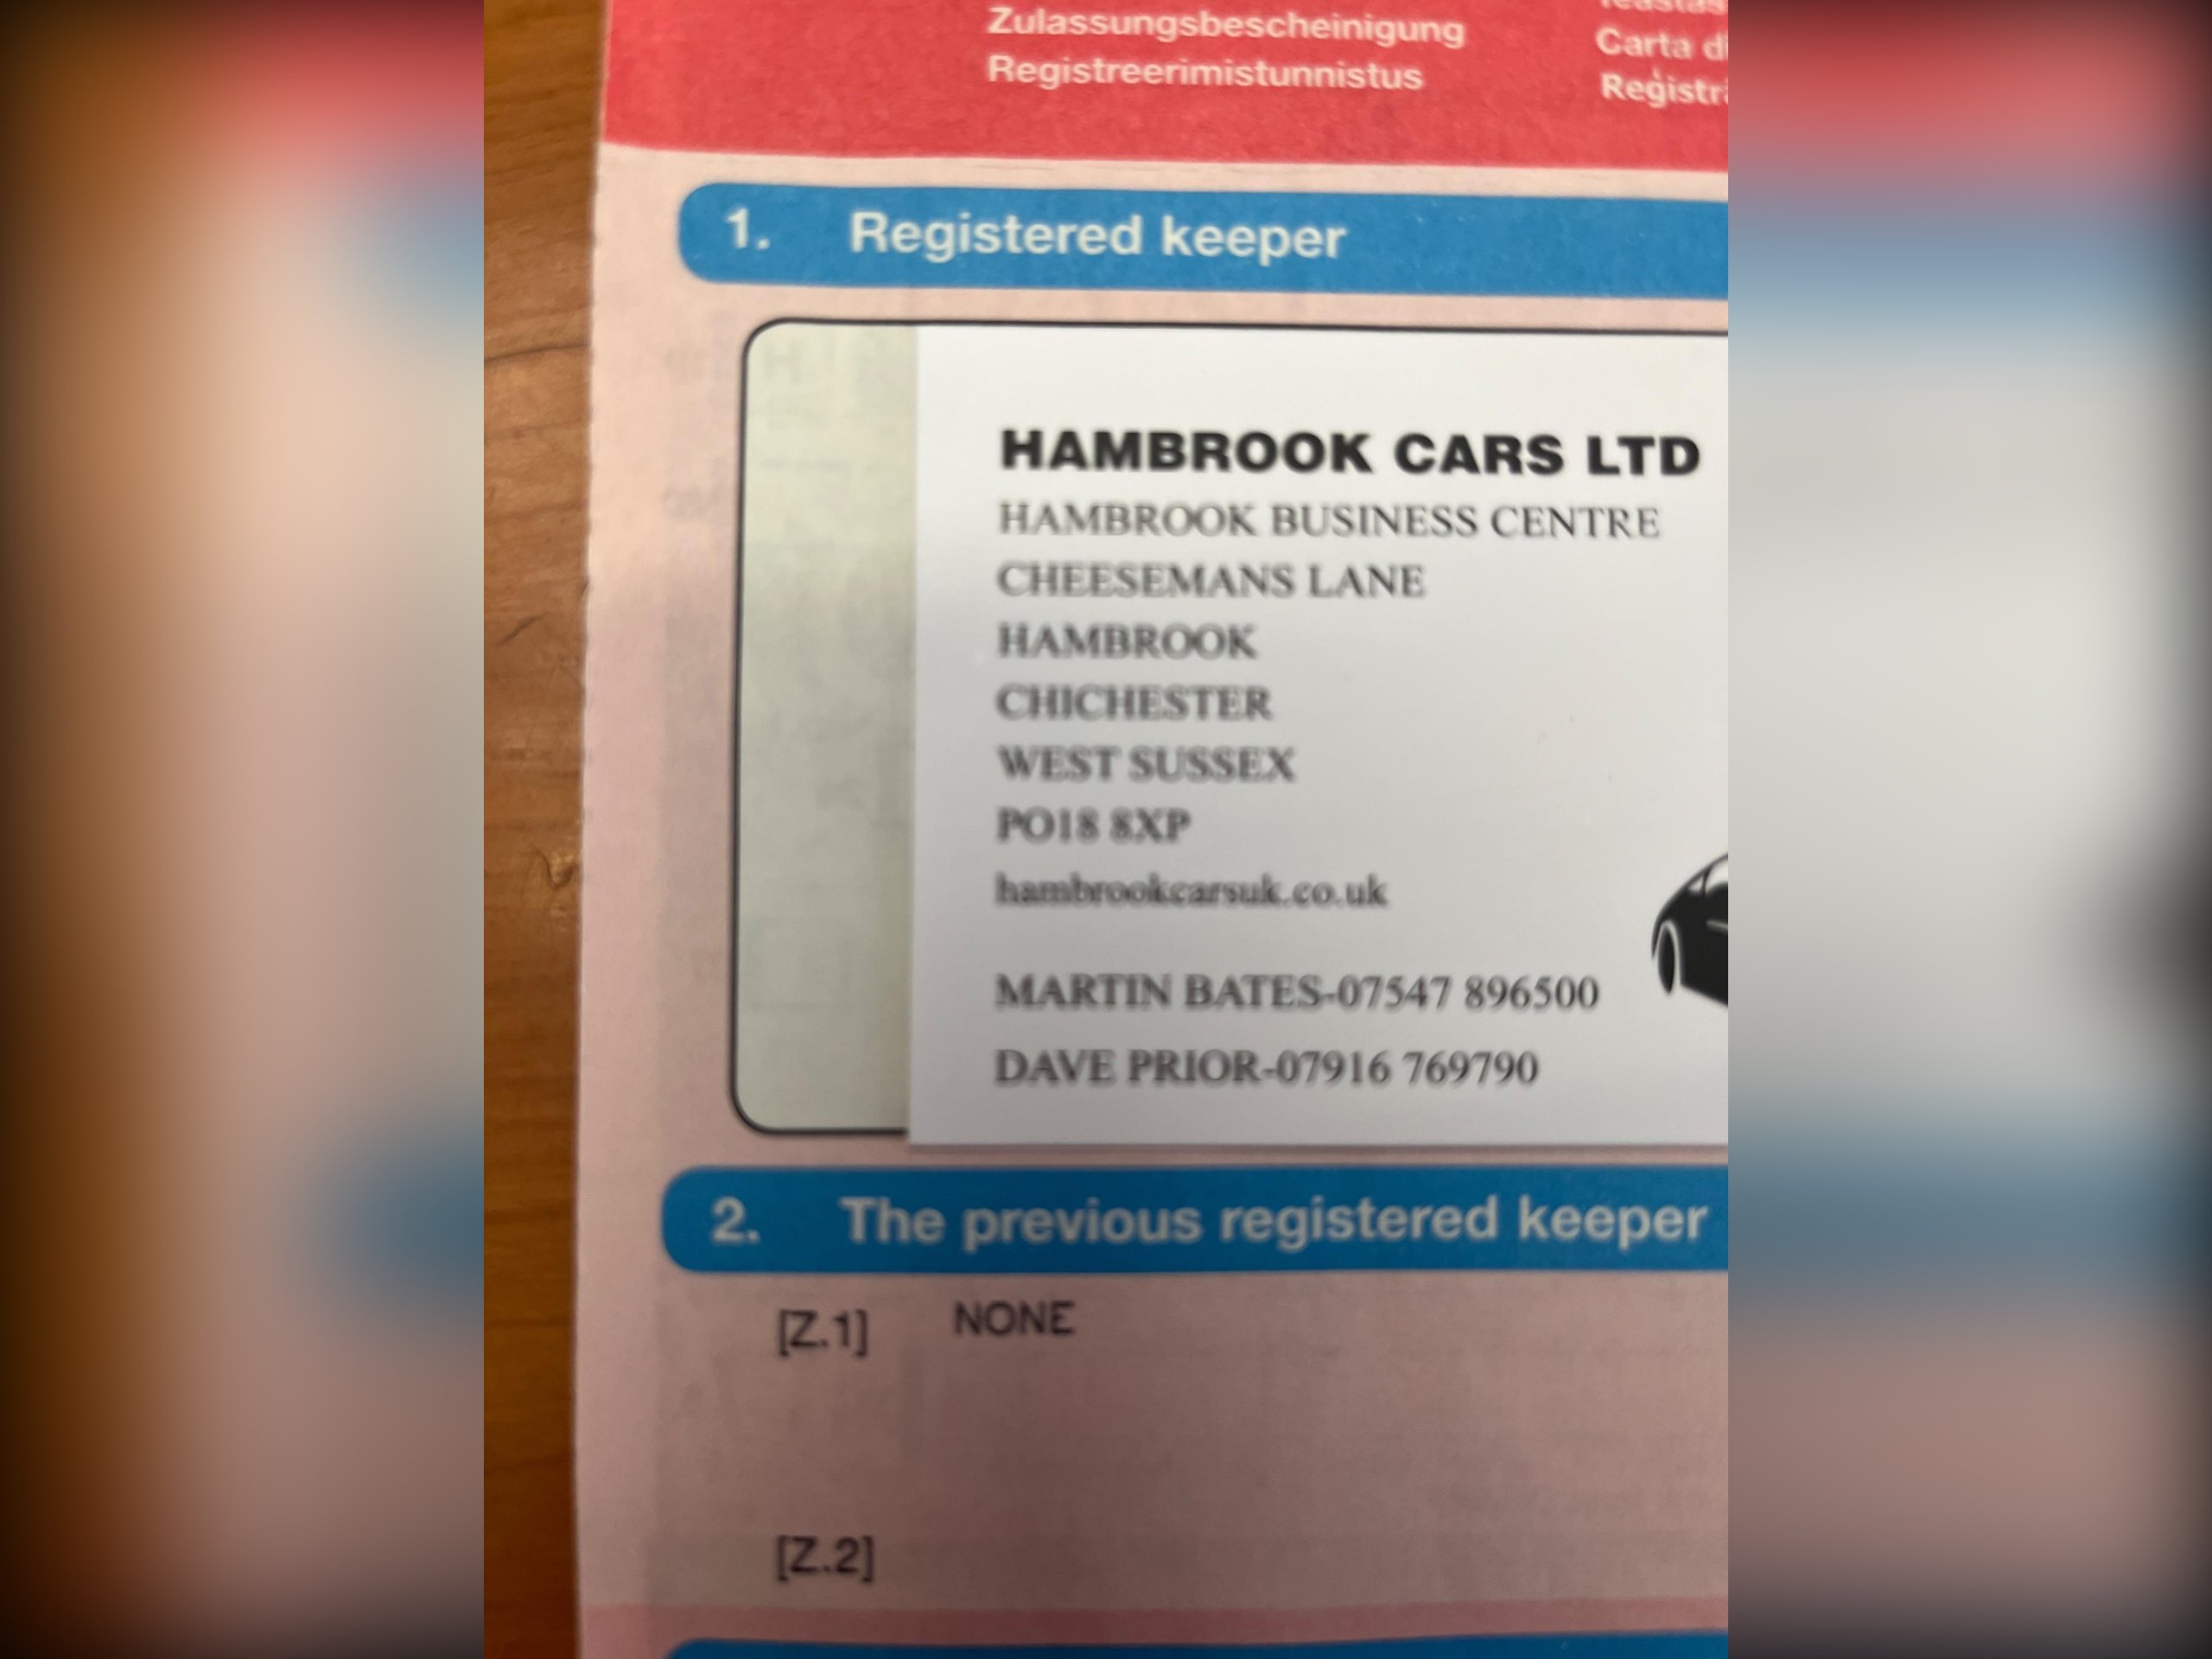 Zulassungsbescheinigung
Registreerimistunnistus
Carta
1. Registered keeper
HAMBROOK CARS LTD
HAMBROOK BUSINESS CENTRE
CHEESEMANS LANE
HAMBROOK
CHICHESTER
WEST SUSSEX
PO18 8XP
hambrookcarsuk.co.uk
MARTIN BATES-07547 896500
DAVE PRIOR-07916 769790
2. The previous registered keeper
[Z.1] NONE
[Z.2]